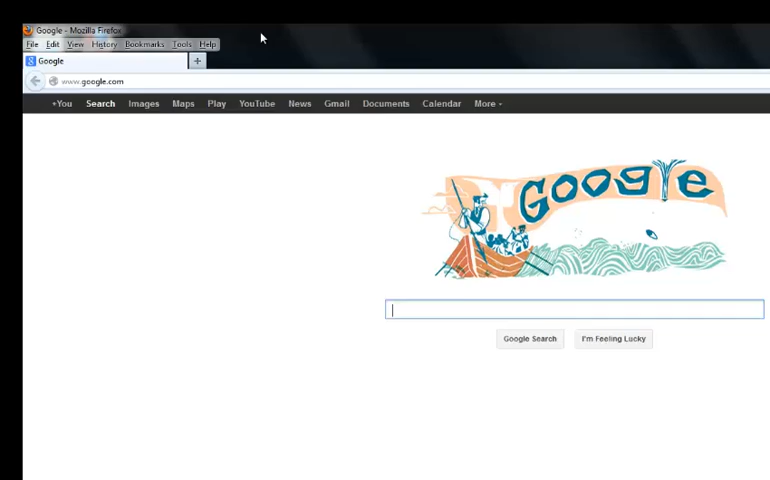 Google - Mozilla Firefox
File Edit View History Bookmarks Tools Help
Google +
www.google.com
+You Search Images Maps Play YouTube News Gmail Documents Calendar More
Google
Google Search I'm Feeling Lucky